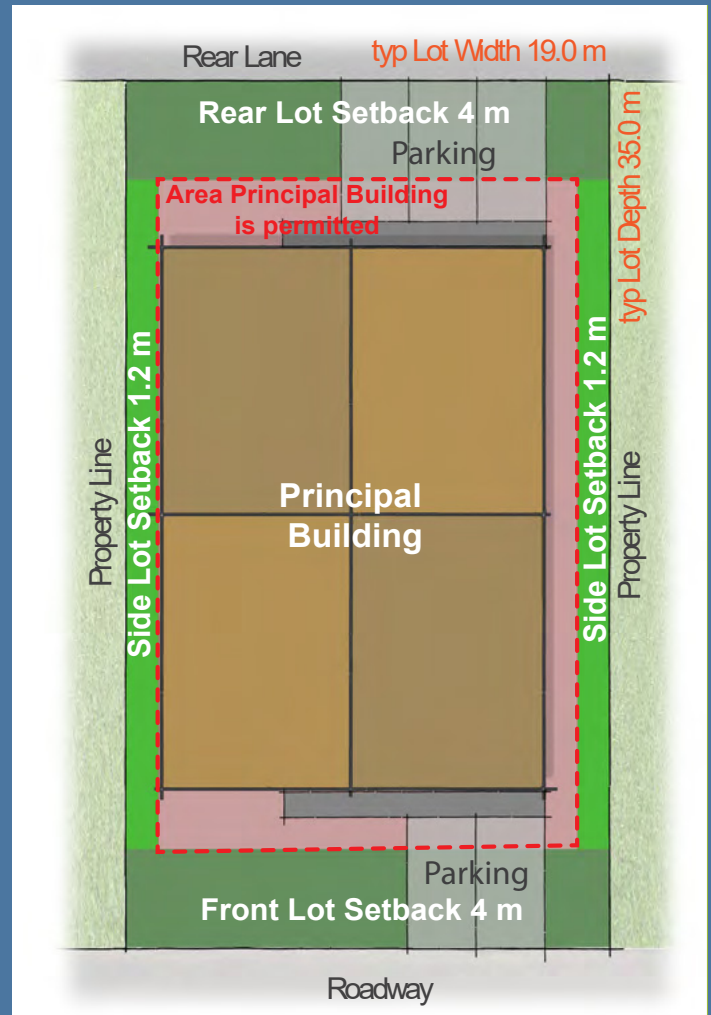 Rear Lane
typ Lot Width 19.0 m
Rear Lot Setback 4 m
Parking
typ Lot Depth 35.0 m
Area Principal Building
is permitted
Property Line
Side Lot Setback 1.2 m
Principal
Building
Side Lot Setback 1.2 m
Property Line
Parking
Front Lot Setback 4 m
Roadway